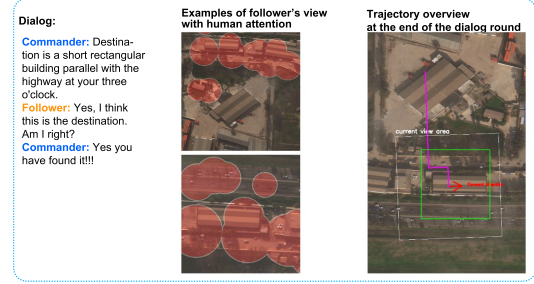 Dialog:
Commander: Destina-
tion is a short rectangular
building parallel with the
highway at your three
o'clock.
Follower: Yes, I think
this is the destination.
Am I right?
Commander: Yes you
have found it!!!
Examples of follower's view
with human attention
Trajectory overview
at the end of the dialog round
current view area